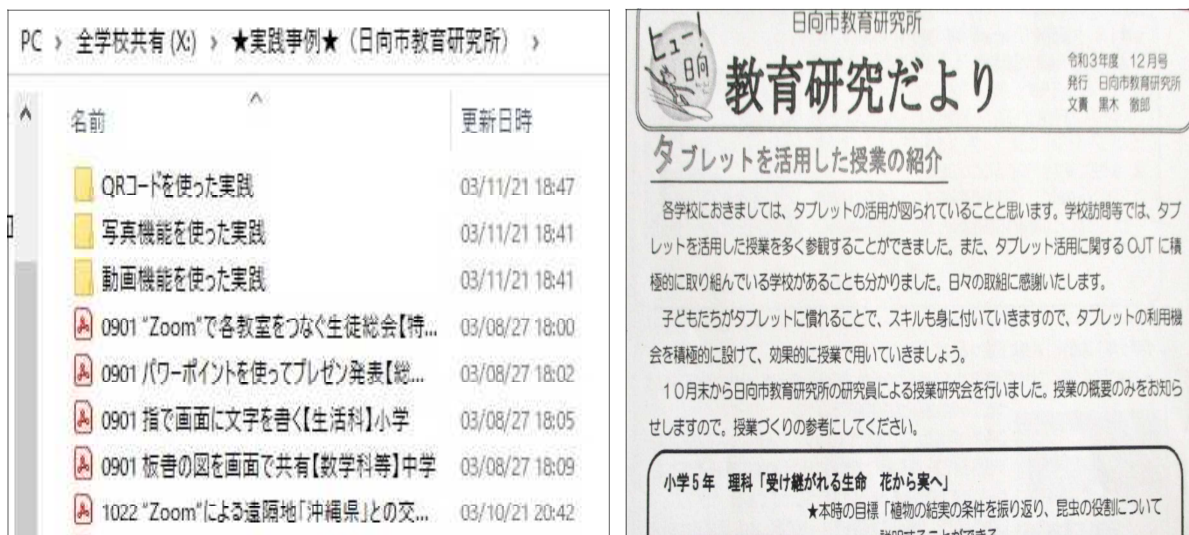 PC › 全学校共有 (X:) › ★実践事例★（日向市教育研究所） ›
名前 更新日時
QRコードを使った実践 03/11/21 18:47
写真機能を使った実践 03/11/21 18:41
動画機能を使った実践 03/11/21 18:41
0901 “Zoom”で各教室をつなぐ生徒総会【特... 03/08/27 18:00
0901 パワーポイントを使ってプレゼン発表【総.... 03/08/27 18:02
0901 指で画面に文字を書く【生活科】小学 03/08/27 18:05
0901 板書の図を画面で共有【数学科等】中学 03/08/27 18:09
1022 “Zoom”による遠隔地「沖縄県」との交... 03/10/21 20:42
日向市教育研究所
ヒュー！
日向
教育研究だより
令和3年度 12月号
発行 日向市教育研究所
文責 黒木 徹郎
タブレットを活用した授業の紹介
各学校におきましては、タブレットの活用が図られていることと思います。学校訪問等では、タブ
レットを活用した授業を多く参観することができました。また、タブレット活用に関する OJT に積
極的に取り組んでいる学校があることも分かりました。日々の取組に感謝いたします。
子どもたちがタブレットに慣れることで、スキルも身に付いていきますので、タブレットの利用機
会を積極的に設けて、効果的に授業で用いていきましょう。
１０月末から日向市教育研究所の研究員による授業研究会を行いました。授業の概要のみをお知ら
せしますので。授業づくりの参考にしてください。
小学５年 理科「受け継がれる生命 花から実へ」
★本時の目標「植物の結実の条件を振り返り、昆虫の役割について